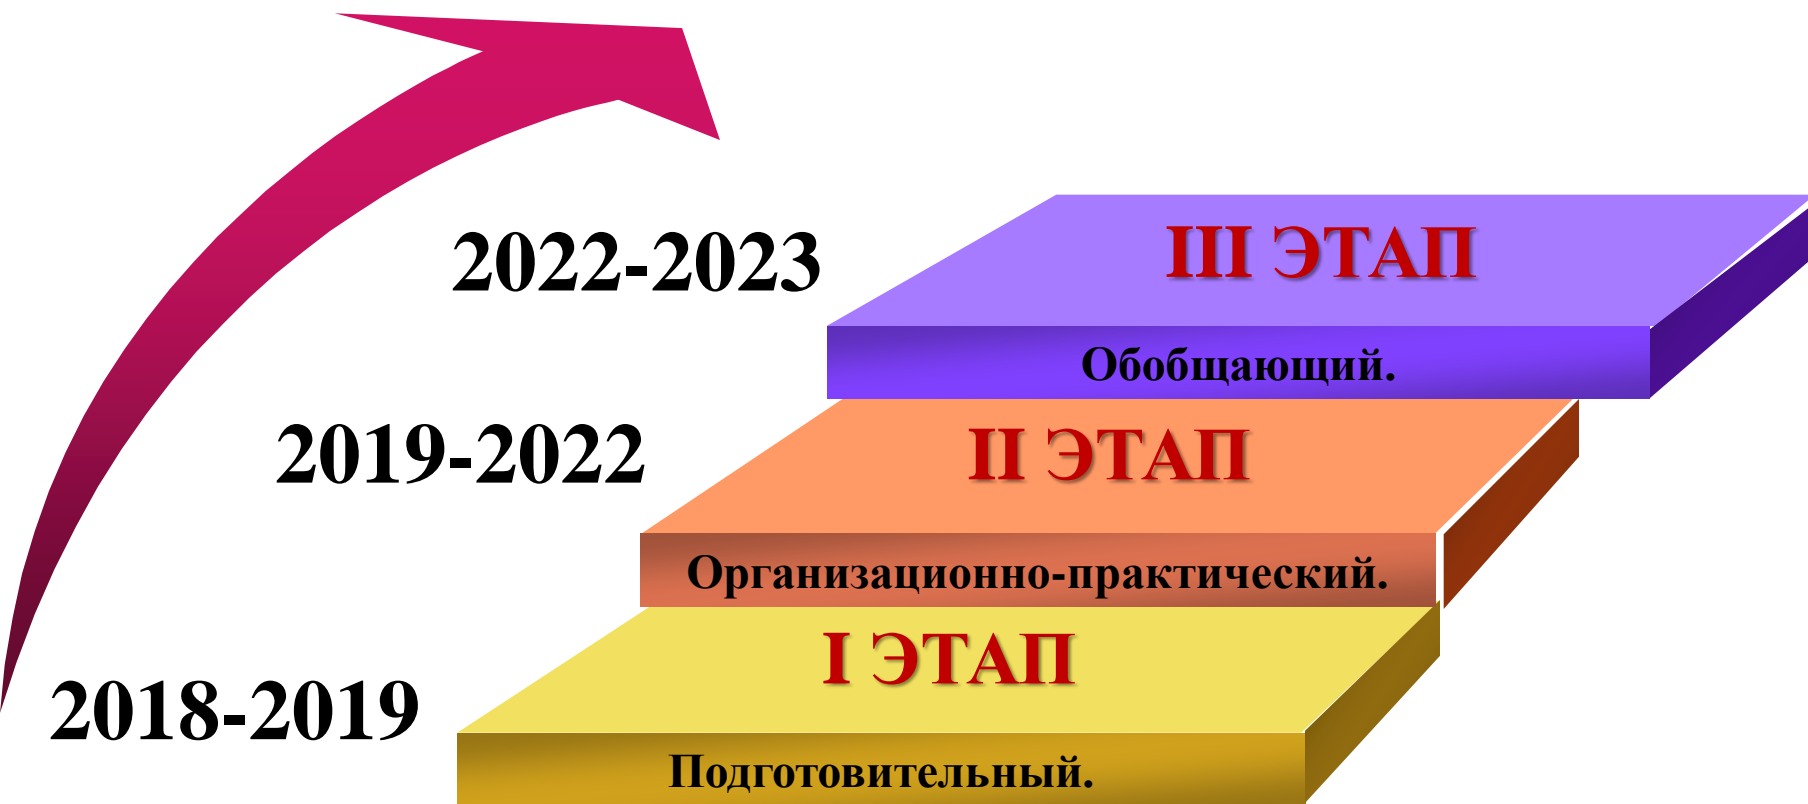 2022-2023
III ЭТАП
Обобщающий.
2019-2022
II ЭТАП
Организационно-практический.
I ЭТАП
2018-2019
Подготовительный.